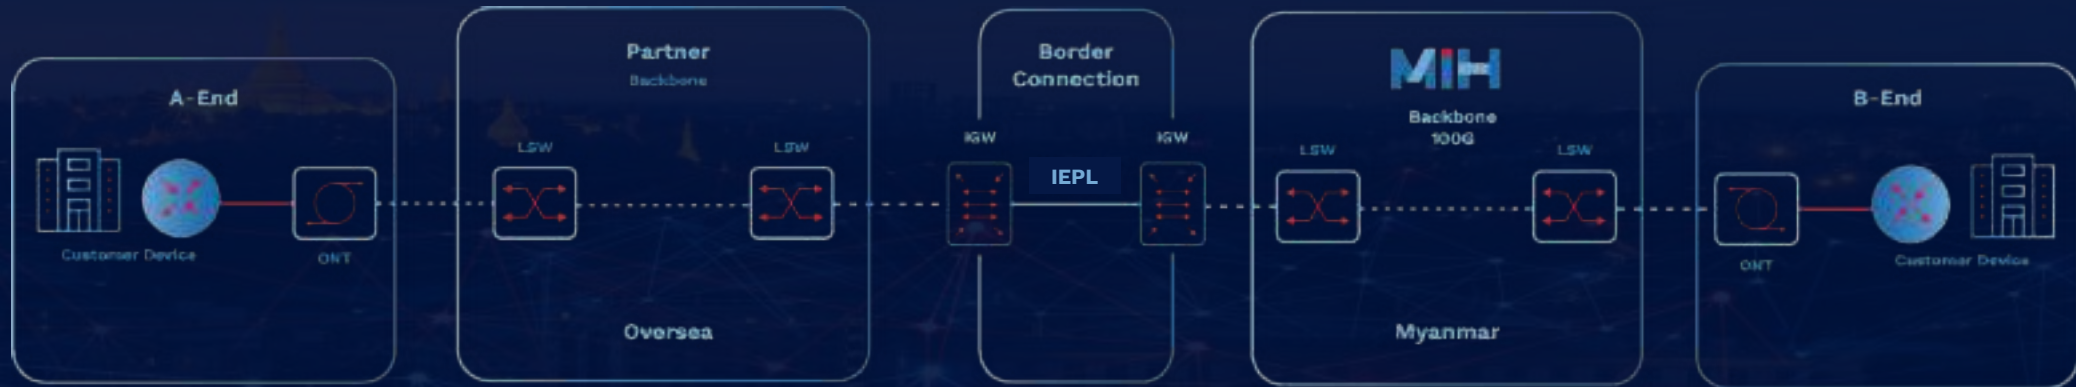 A-End
Customer Device
ONT
Partner
Backbone
LSW
LSW
Oversea
Border
Connection
IGW
IGW
IEPL
MIH
Backbone
100G
LSW
LSW
Myanmar
B-End
ONT
Customer Device